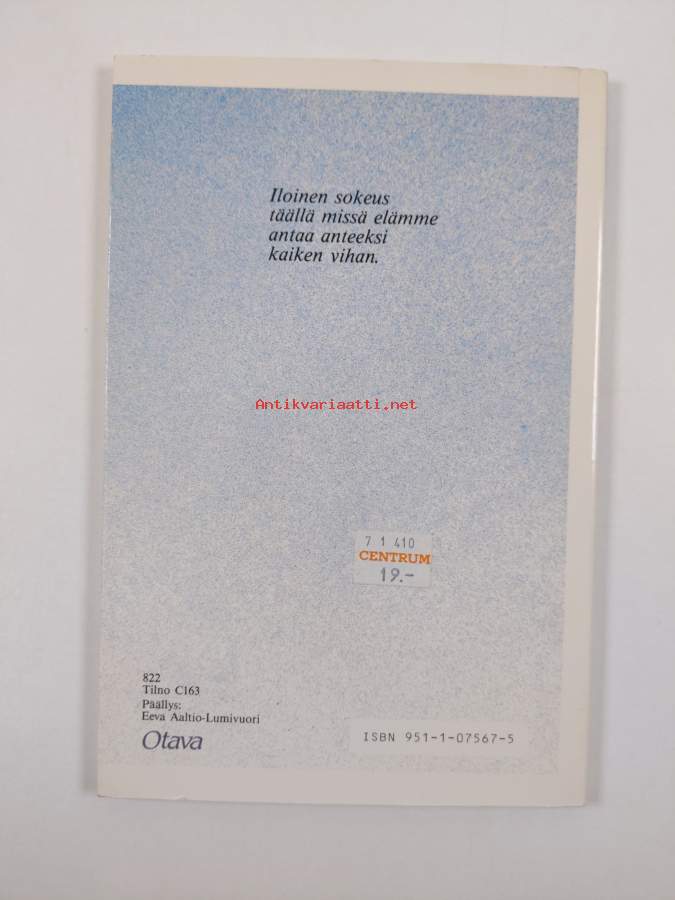 Iloinen sokeus
täällä missä elämme
antaa anteeksi
kaiken vihan.
Antikvariaatti.net
7 1 410
CENTRUM
19.-
822
Tilno C163
Päällys:
Eeva Aaltio-Lumivuori
Otava
ISBN 951-1-07567-5